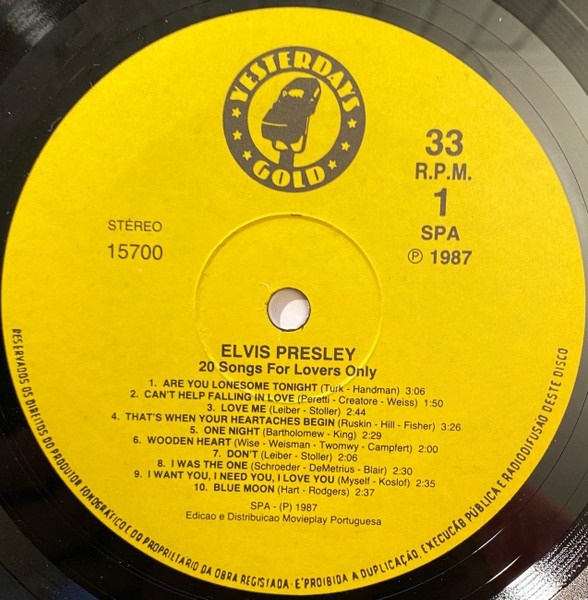 YESTERDAYS
GOLD
33
R.P.M.
1
SPA
℗ 1987
STÉREO
15700
ELVIS PRESLEY
20 Songs For Lovers Only
1. ARE YOU LONESOME TONIGHT (Turk - Handman) 3:06
2. CAN'T HELP FALLING IN LOVE (Peretti - Creatore - Weiss) 1:50
3. LOVE ME (Leiber - Stoller) 2:44
4. THAT'S WHEN YOUR HEARTACHES BEGIN (Ruskin - Hill - Fisher) 3:26
5. ONE NIGHT (Bartholomew - King) 2:29
6. WOODEN HEART (Wise - Weisman - Twomwy - Campfert) 2:00
7. DON'T (Leiber - Stoller) 2:06
8. I WAS THE ONE (Schroeder - DeMetrius - Blair) 2:30
9. I WANT YOU, I NEED YOU, I LOVE YOU (Myself - Koslof) 2:35
10. BLUE MOON (Hart - Rodgers) 2:37
SPA - (P) 1987
Edicao e Distribuicao Movieplay Portuguesa
RESERVADOS OS DIREITOS DO PRODUTOR FONOGRÁFICO E DO PROPRIETARIO DA OBRA REGISTADA - É PROIBIDA A DUPLICAÇÃO, EXECUCÃB PÚBLICA E RADIODIFUSÃO DESTE DISCO